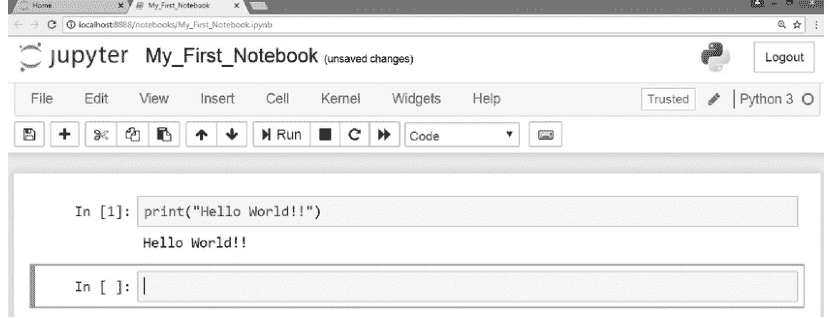 Home My_First_Notebook
localhost:8888/notebooks/My_First_Notebook.ipynb
jupyter My_First_Notebook (unsaved changes) Logout
File Edit View Insert Cell Kernel Widgets Help Trusted Python 3
Run Code
In [1]: print("Hello World!!")
Hello World!!
In [ ]: